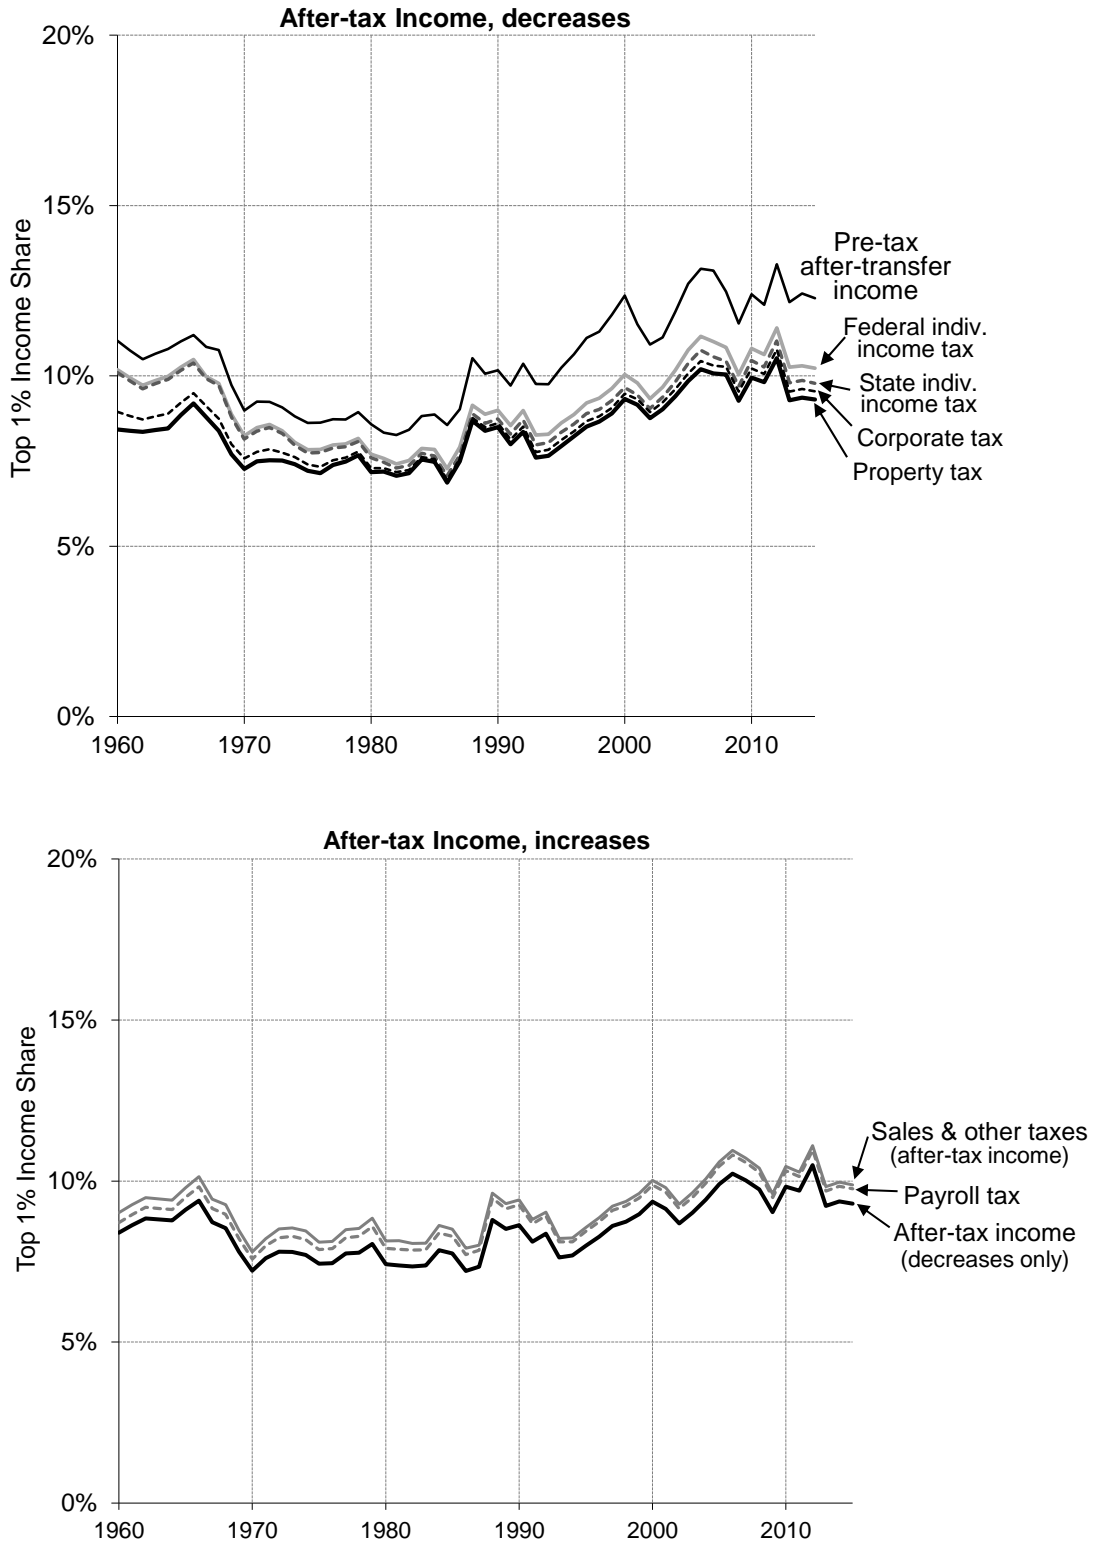 After-tax Income, decreases
20%
15%
10%
5%
0%
Top 1% Income Share
1960
1970
1980
1990
2000
2010
Pre-tax
after-transfer
income
Federal indiv.
income tax
State indiv.
income tax
Corporate tax
Property tax
After-tax Income, increases
20%
15%
10%
5%
0%
Top 1% Income Share
1960
1970
1980
1990
2000
2010
Sales & other taxes
(after-tax income)
Payroll tax
After-tax income
(decreases only)